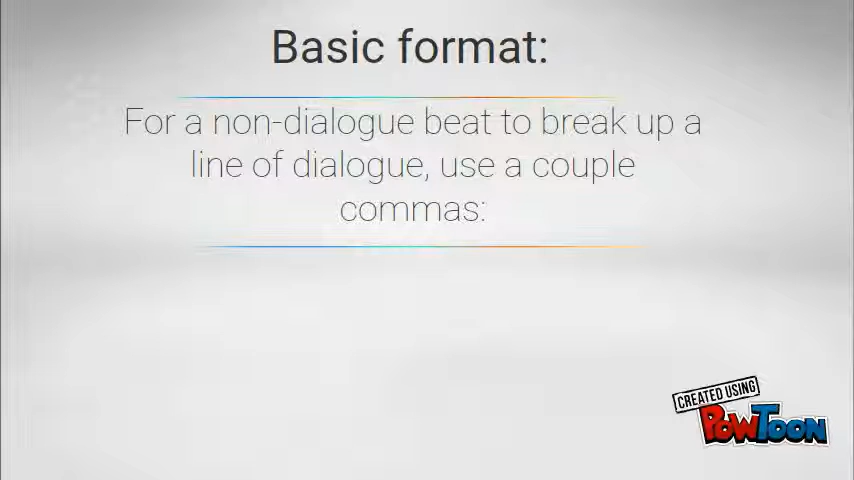 Basic format:
For a non-dialogue beat to break up a
line of dialogue, use a couple
commas:
CREATED USING
POWTOON